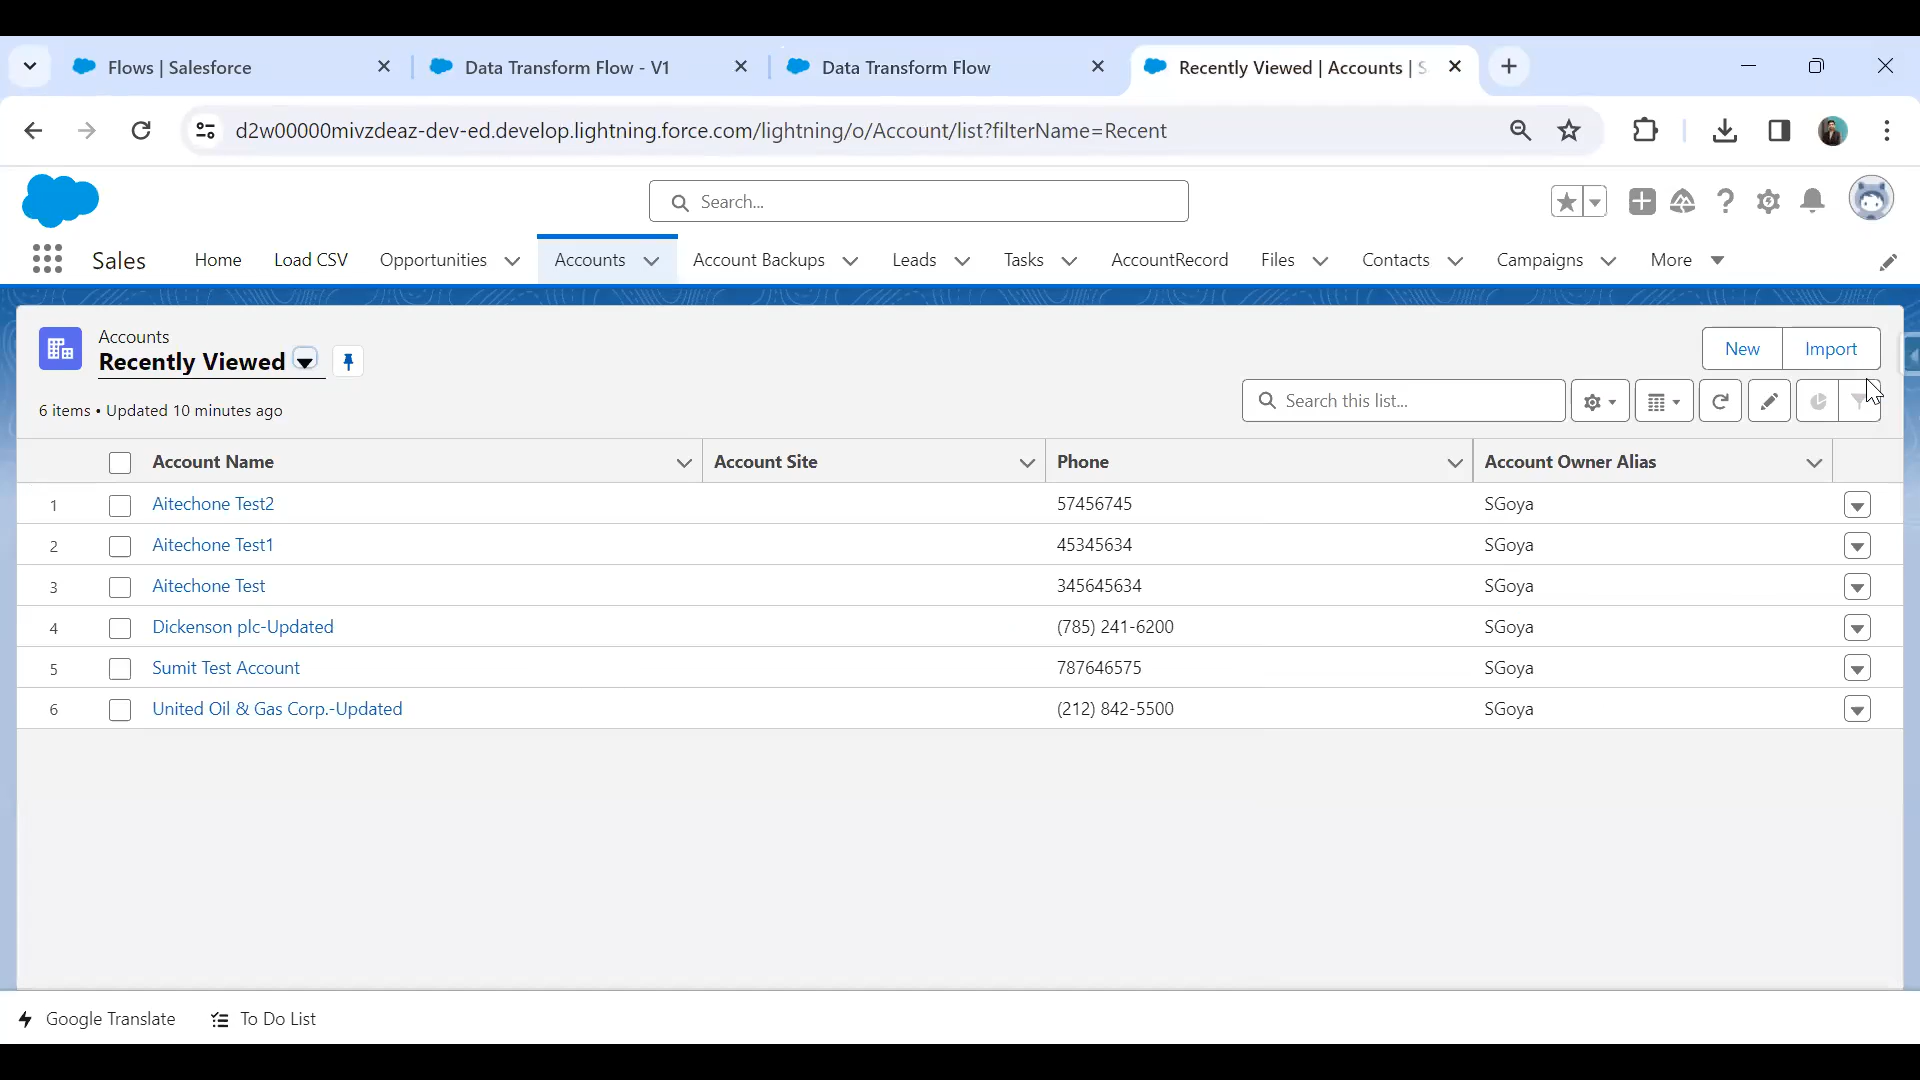 Flows | Salesforce
Data Transform Flow - V1
Data Transform Flow
Recently Viewed | Accounts | S
d2w00000mivzdeaz-dev-ed.develop.lightning.force.com/lightning/o/Account/list?filterName=Recent
Search...
Sales Home Load CSV Opportunities Accounts Account Backups Leads Tasks AccountRecord Files Contacts Campaigns More
Accounts
Recently Viewed
New Import
6 items • Updated 10 minutes ago
Search this list...
Account Name Account Site Phone Account Owner Alias
1 Aitechone Test2 57456745 SGoya
2 Aitechone Test1 45345634 SGoya
3 Aitechone Test 345645634 SGoya
4 Dickenson plc-Updated (785) 241-6200 SGoya
5 Sumit Test Account 787646575 SGoya
6 United Oil & Gas Corp.-Updated (212) 842-5500 SGoya
Google Translate To Do List